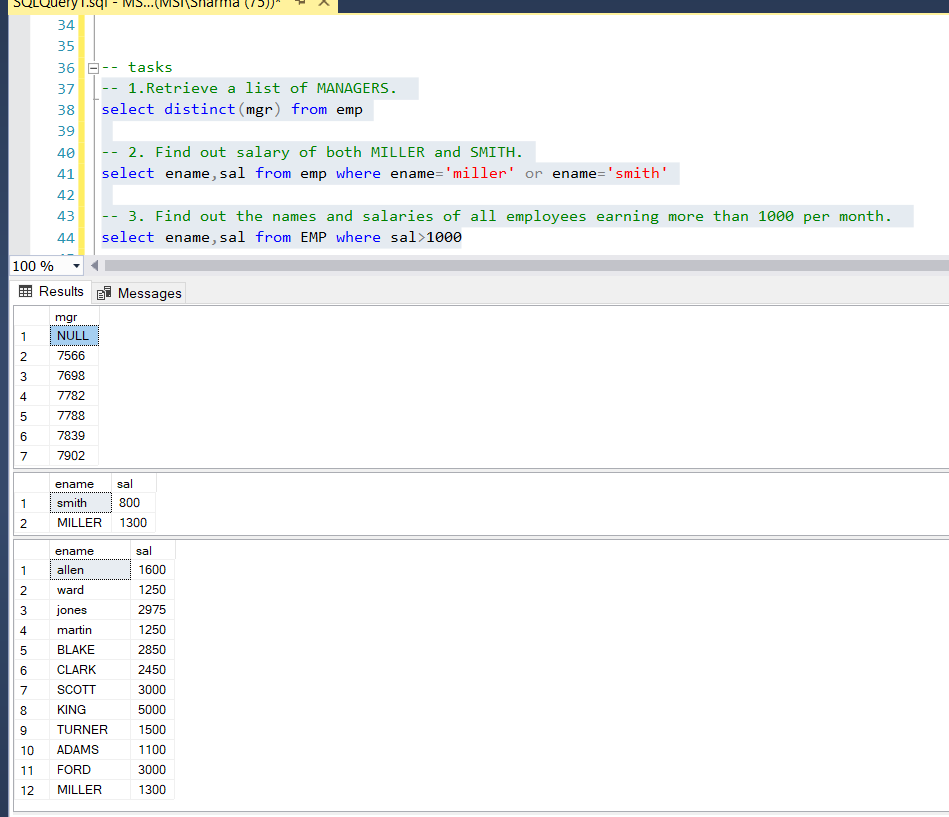 SQLQuery1.sql - MS...(MSI\Sharma (75))*
34
35
36 -- tasks
37 -- 1.Retrieve a list of MANAGERS.
38 select distinct(mgr) from emp
39
40 -- 2. Find out salary of both MILLER and SMITH.
41 select ename,sal from emp where ename='miller' or ename='smith'
42
43 -- 3. Find out the names and salaries of all employees earning more than 1000 per month.
44 select ename,sal from EMP where sal>1000
100 %
Results Messages
mgr
1 NULL
2 7566
3 7698
4 7782
5 7788
6 7839
7 7902
ename sal
1 smith 800
2 MILLER 1300
ename sal
1 allen 1600
2 ward 1250
3 jones 2975
4 martin 1250
5 BLAKE 2850
6 CLARK 2450
7 SCOTT 3000
8 KING 5000
9 TURNER 1500
10 ADAMS 1100
11 FORD 3000
12 MILLER 1300